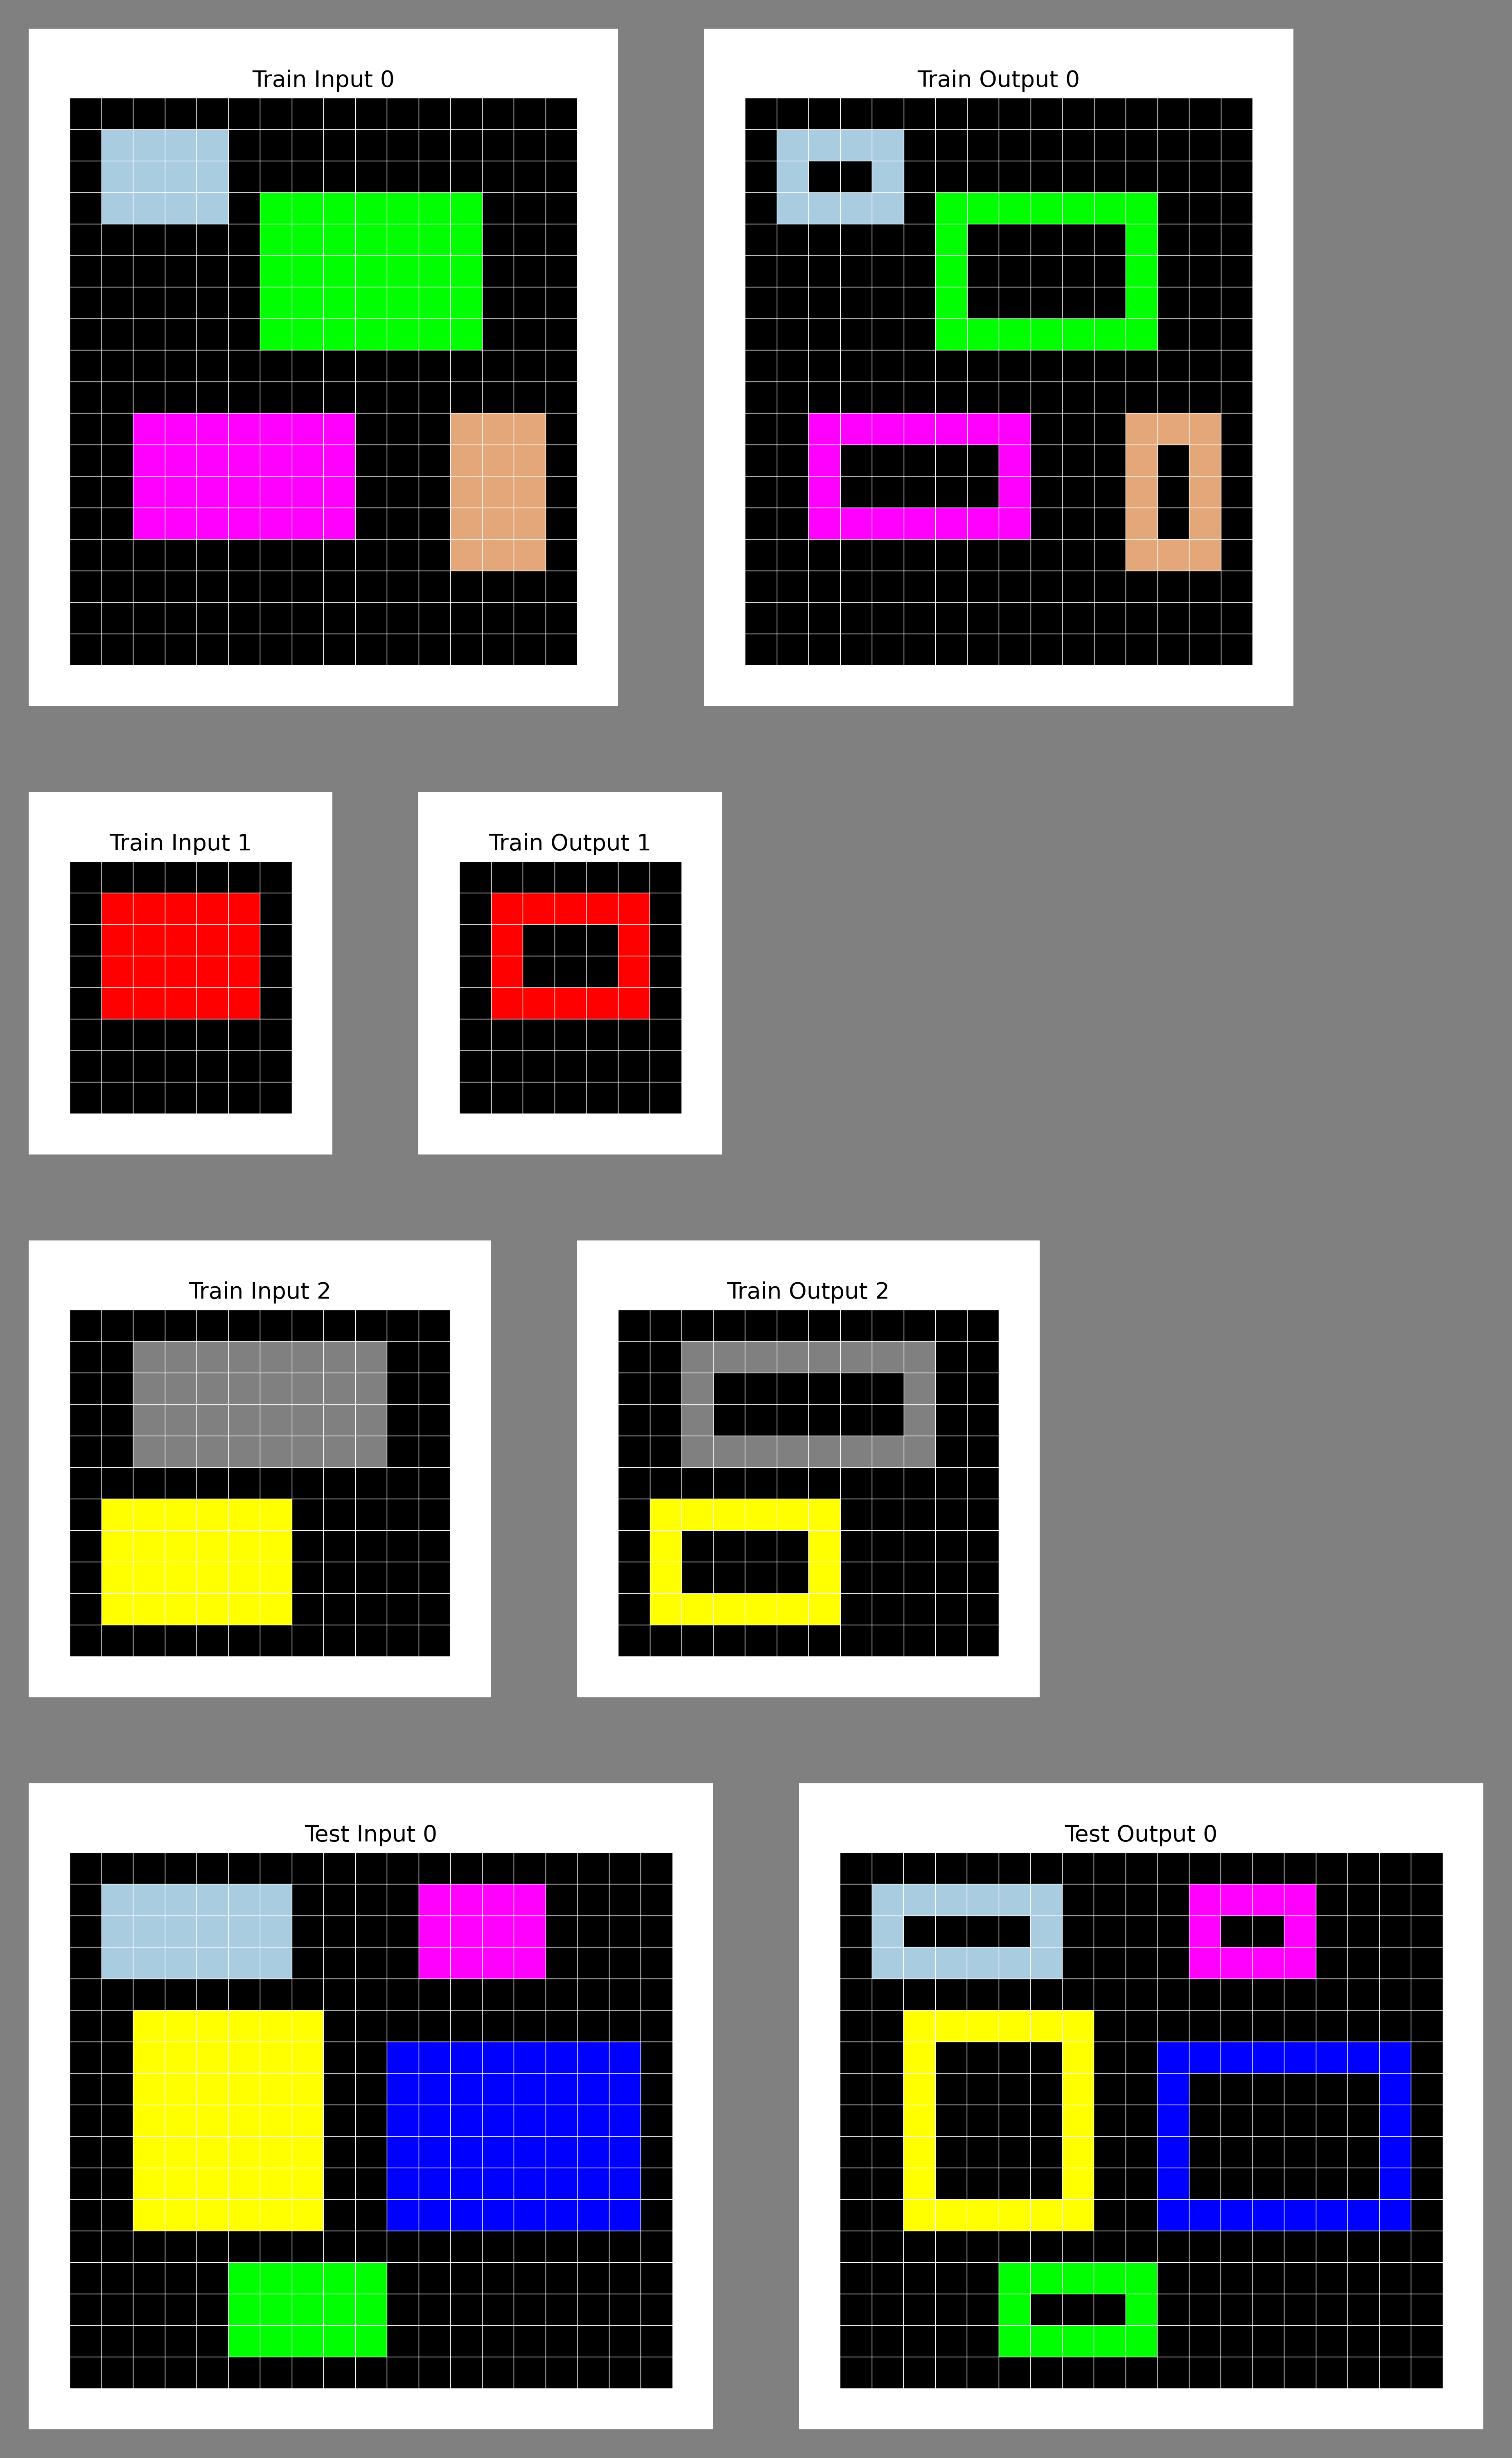 Train Input 0
Train Output 0
Train Input 1
Train Output 1
Train Input 2
Train Output 2
Test Input 0
Test Output 0